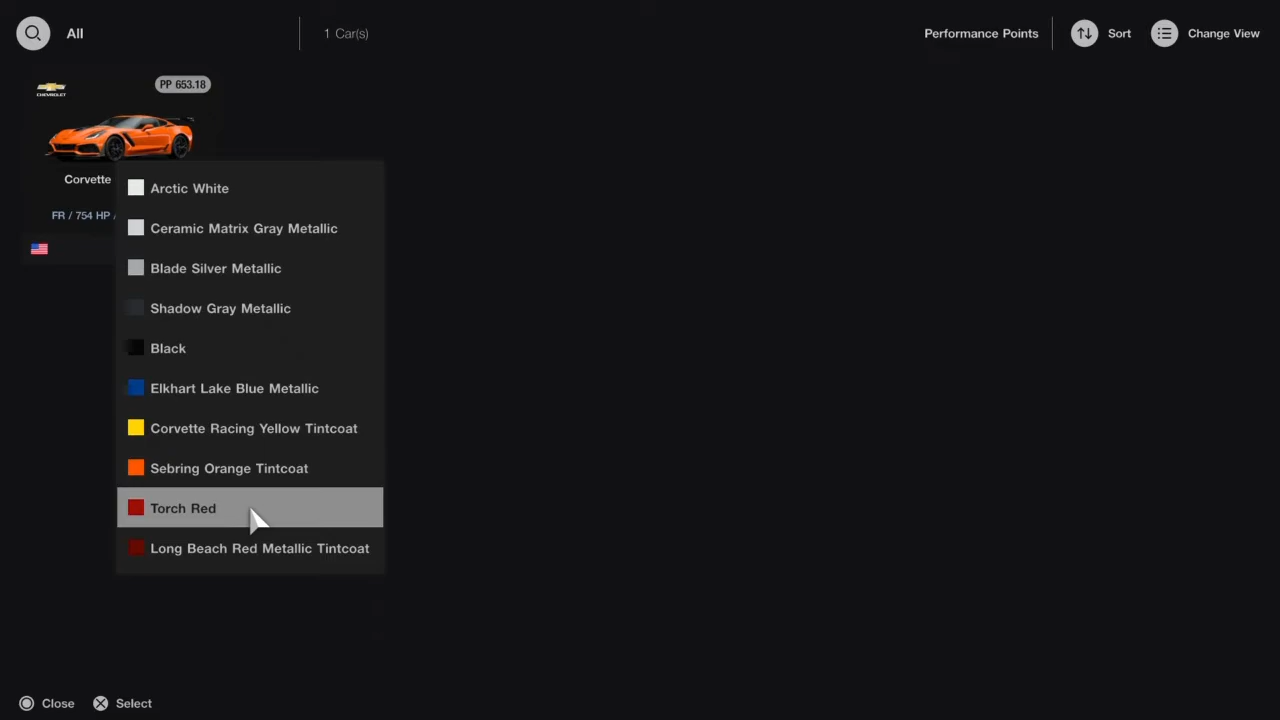 All
1 Car(s)
Performance Points
Sort
Change View
CHEVROLET
PP 653.18
Corvette
FR / 754 HP /
Arctic White
Ceramic Matrix Gray Metallic
Blade Silver Metallic
Shadow Gray Metallic
Black
Elkhart Lake Blue Metallic
Corvette Racing Yellow Tintcoat
Sebring Orange Tintcoat
Torch Red
Long Beach Red Metallic Tintcoat
Close
Select